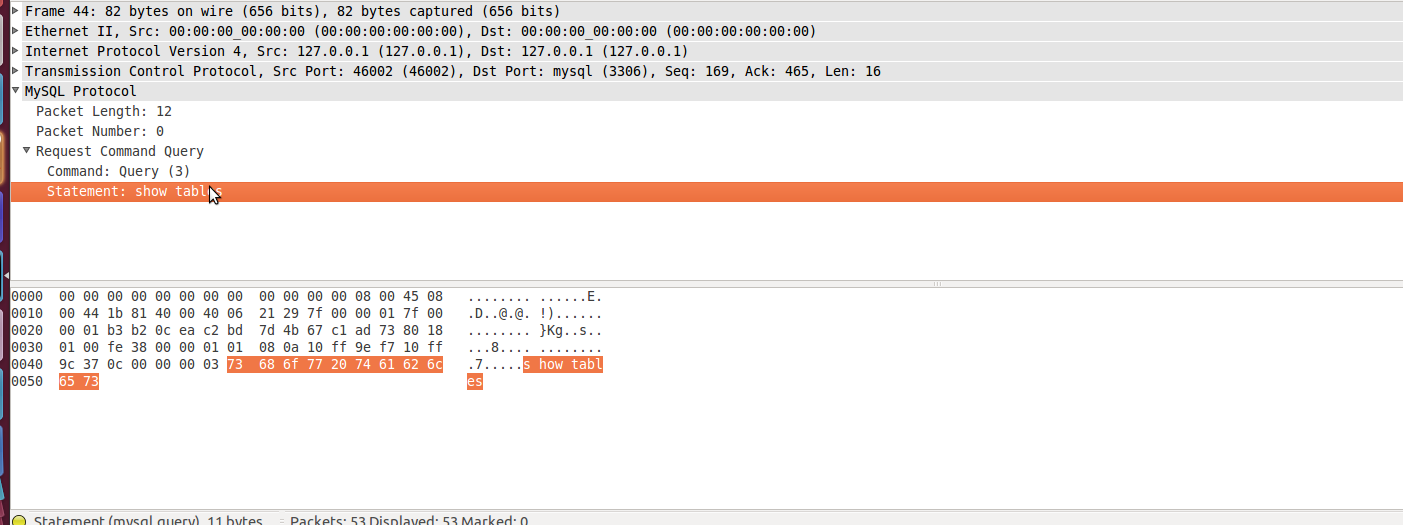 Frame 44: 82 bytes on wire (656 bits), 82 bytes captured (656 bits)
Ethernet II, Src: 00:00:00_00:00:00 (00:00:00:00:00:00), Dst: 00:00:00_00:00:00 (00:00:00:00:00:00)
Internet Protocol Version 4, Src: 127.0.0.1 (127.0.0.1), Dst: 127.0.0.1 (127.0.0.1)
Transmission Control Protocol, Src Port: 46002 (46002), Dst Port: mysql (3306), Seq: 169, Ack: 465, Len: 16
MySQL Protocol
Packet Length: 12
Packet Number: 0
Request Command Query
Command: Query (3)
Statement: show tables
0000 00 00 00 00 00 00 00 00 00 00 00 00 08 00 45 08 ........ ......E.
0010 00 44 1b 81 40 00 40 06 21 29 7f 00 00 01 7f 00 .D..@.@. !)......
0020 00 01 b3 b2 0c ea c2 bd 7d 4b 67 c1 ad 73 80 18 ........ }Kg..s..
0030 01 00 fe 38 00 00 01 01 08 0a 10 ff 9e f7 10 ff ...8.... ........
0040 9c 37 0c 00 00 00 03 73 68 6f 77 20 74 61 62 6c .7.....s how tabl
0050 65 73 es
Statement (mysql.query), 11 bytes Packets: 53 Displayed: 53 Marked: 0